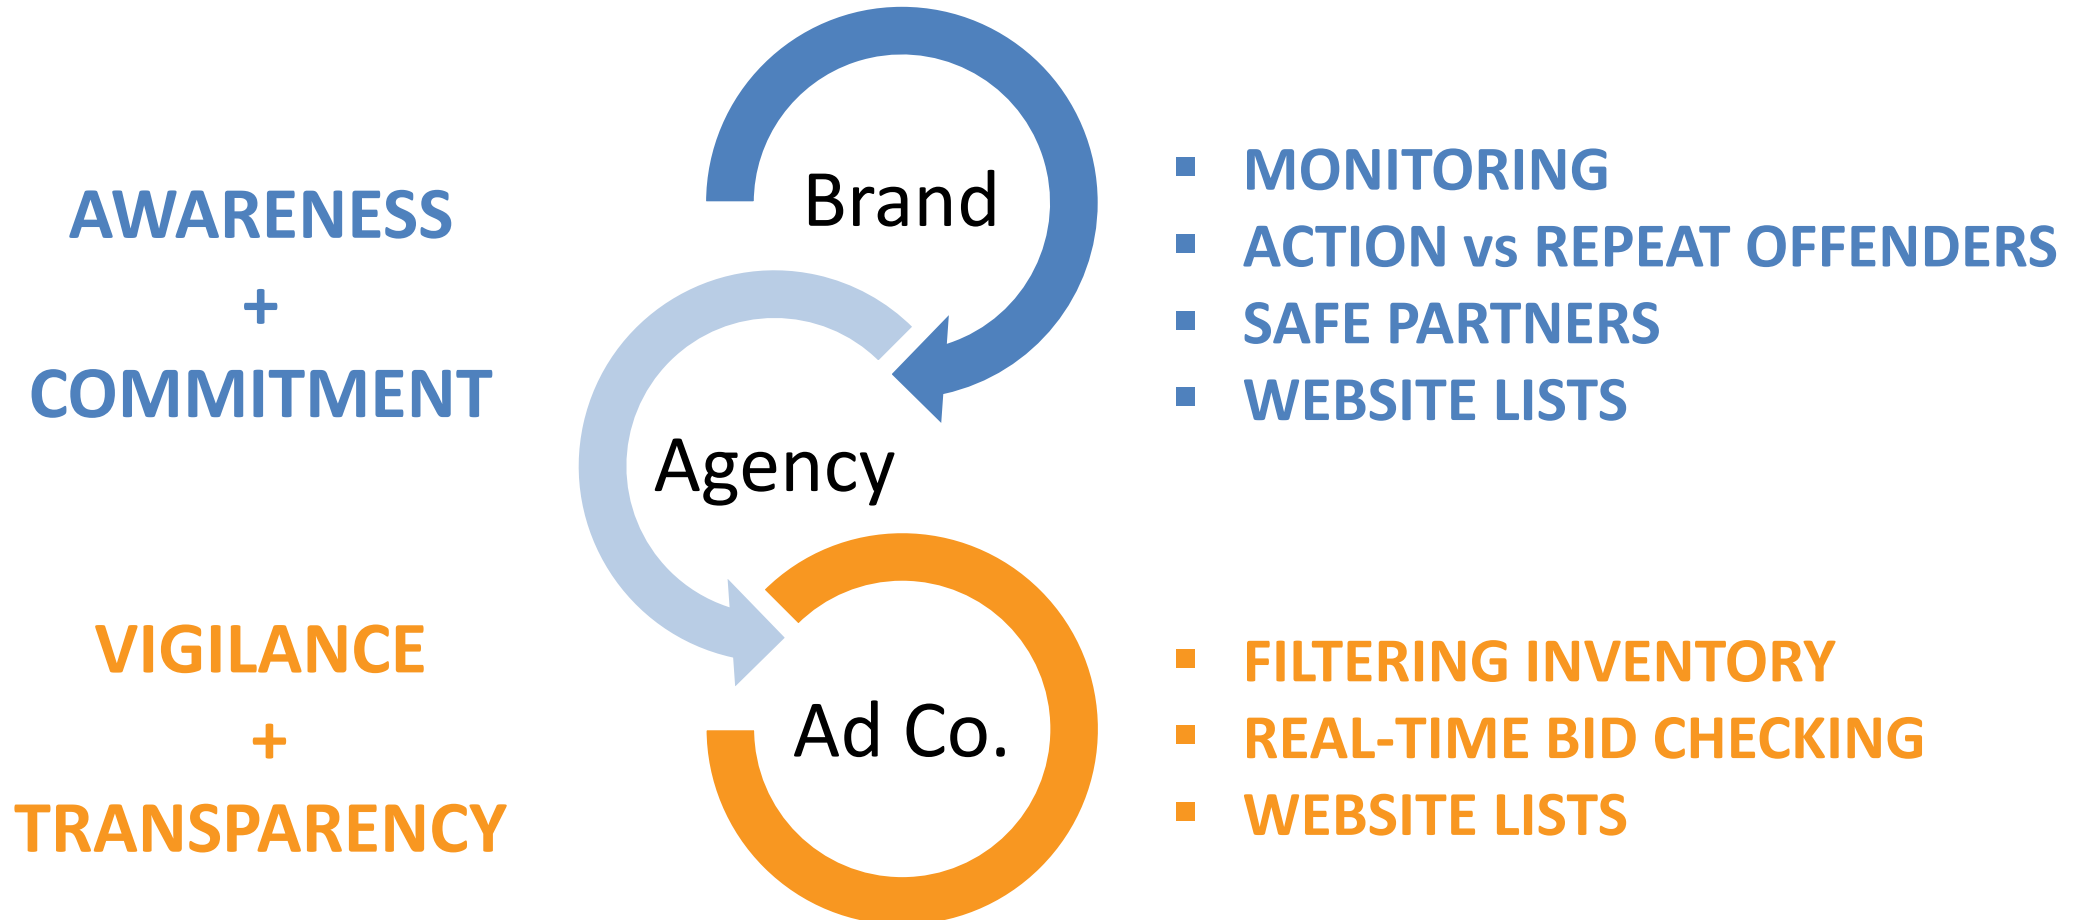 AWARENESS
+
COMMITMENT
Brand
Agency
MONITORING
ACTION vs REPEAT OFFENDERS
SAFE PARTNERS
WEBSITE LISTS
VIGILANCE
+
TRANSPARENCY
Ad Co.
FILTERING INVENTORY
REAL-TIME BID CHECKING
WEBSITE LISTS